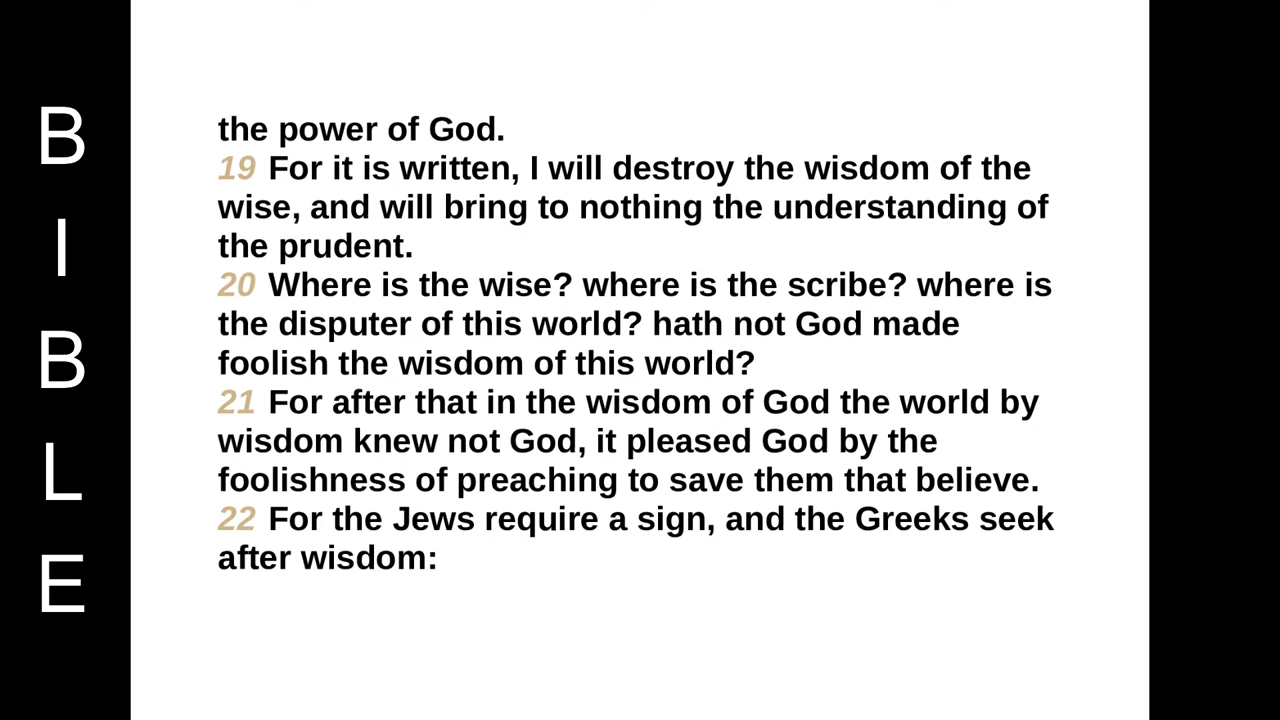 BIBLE
the power of God.
19 For it is written, I will destroy the wisdom of the
wise, and will bring to nothing the understanding of
the prudent.
20 Where is the wise? where is the scribe? where is
the disputer of this world? hath not God made
foolish the wisdom of this world?
21 For after that in the wisdom of God the world by
wisdom knew not God, it pleased God by the
foolishness of preaching to save them that believe.
22 For the Jews require a sign, and the Greeks seek
after wisdom: